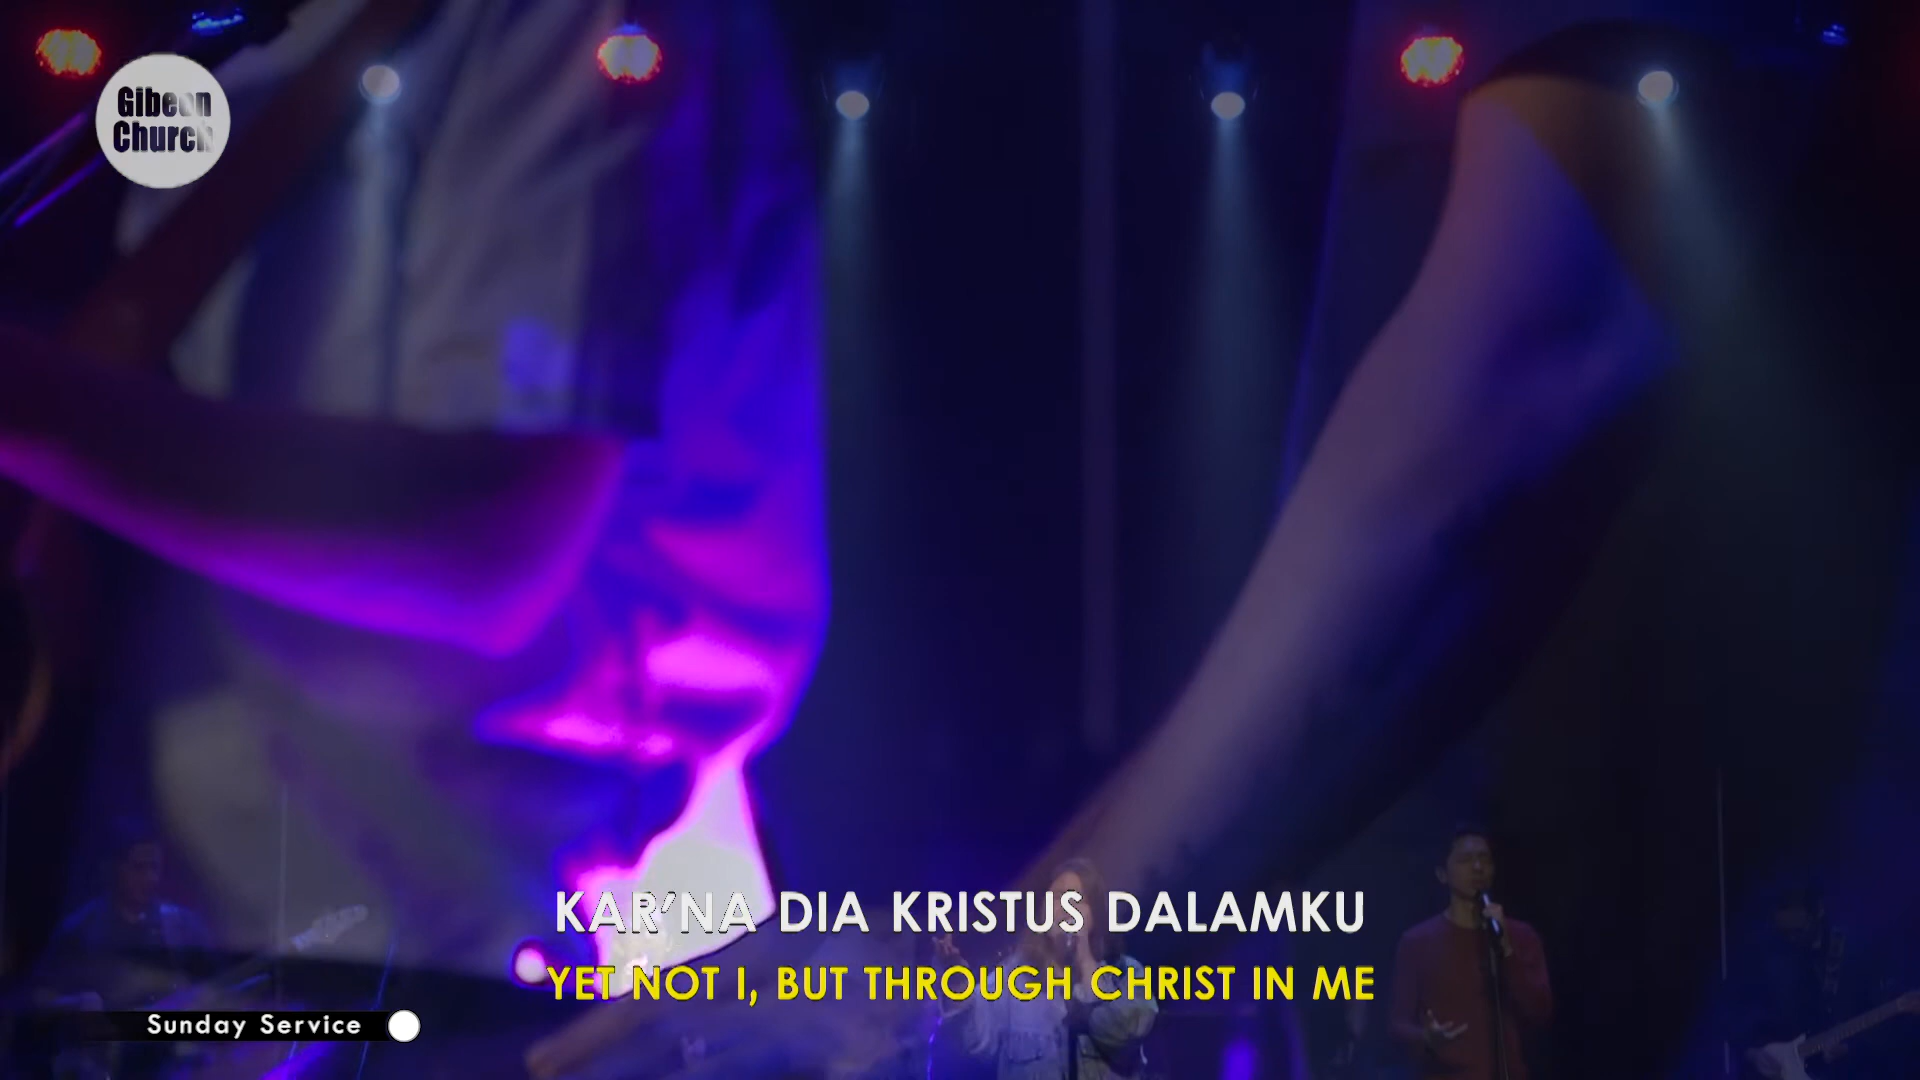 Gibeon
Church
KAR'NA DIA KRISTUS DALAMKU
YET NOT I, BUT THROUGH CHRIST IN ME
Sunday Service